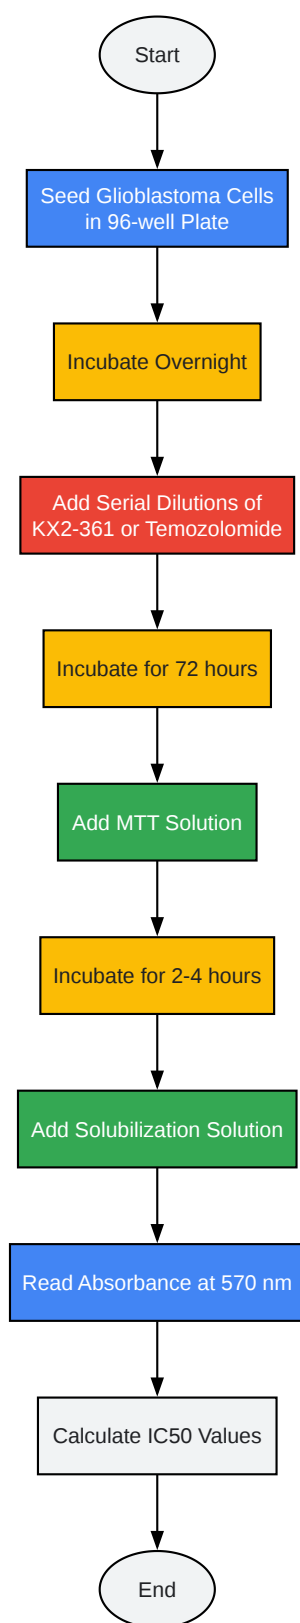 Start
Seed Glioblastoma Cells
in 96-well Plate
Incubate Overnight
Add Serial Dilutions of
KX2-361 or Temozolomide
Incubate for 72 hours
Add MTT Solution
Incubate for 2-4 hours
Add Solubilization Solution
Read Absorbance at 570 nm
Calculate IC50 Values
End